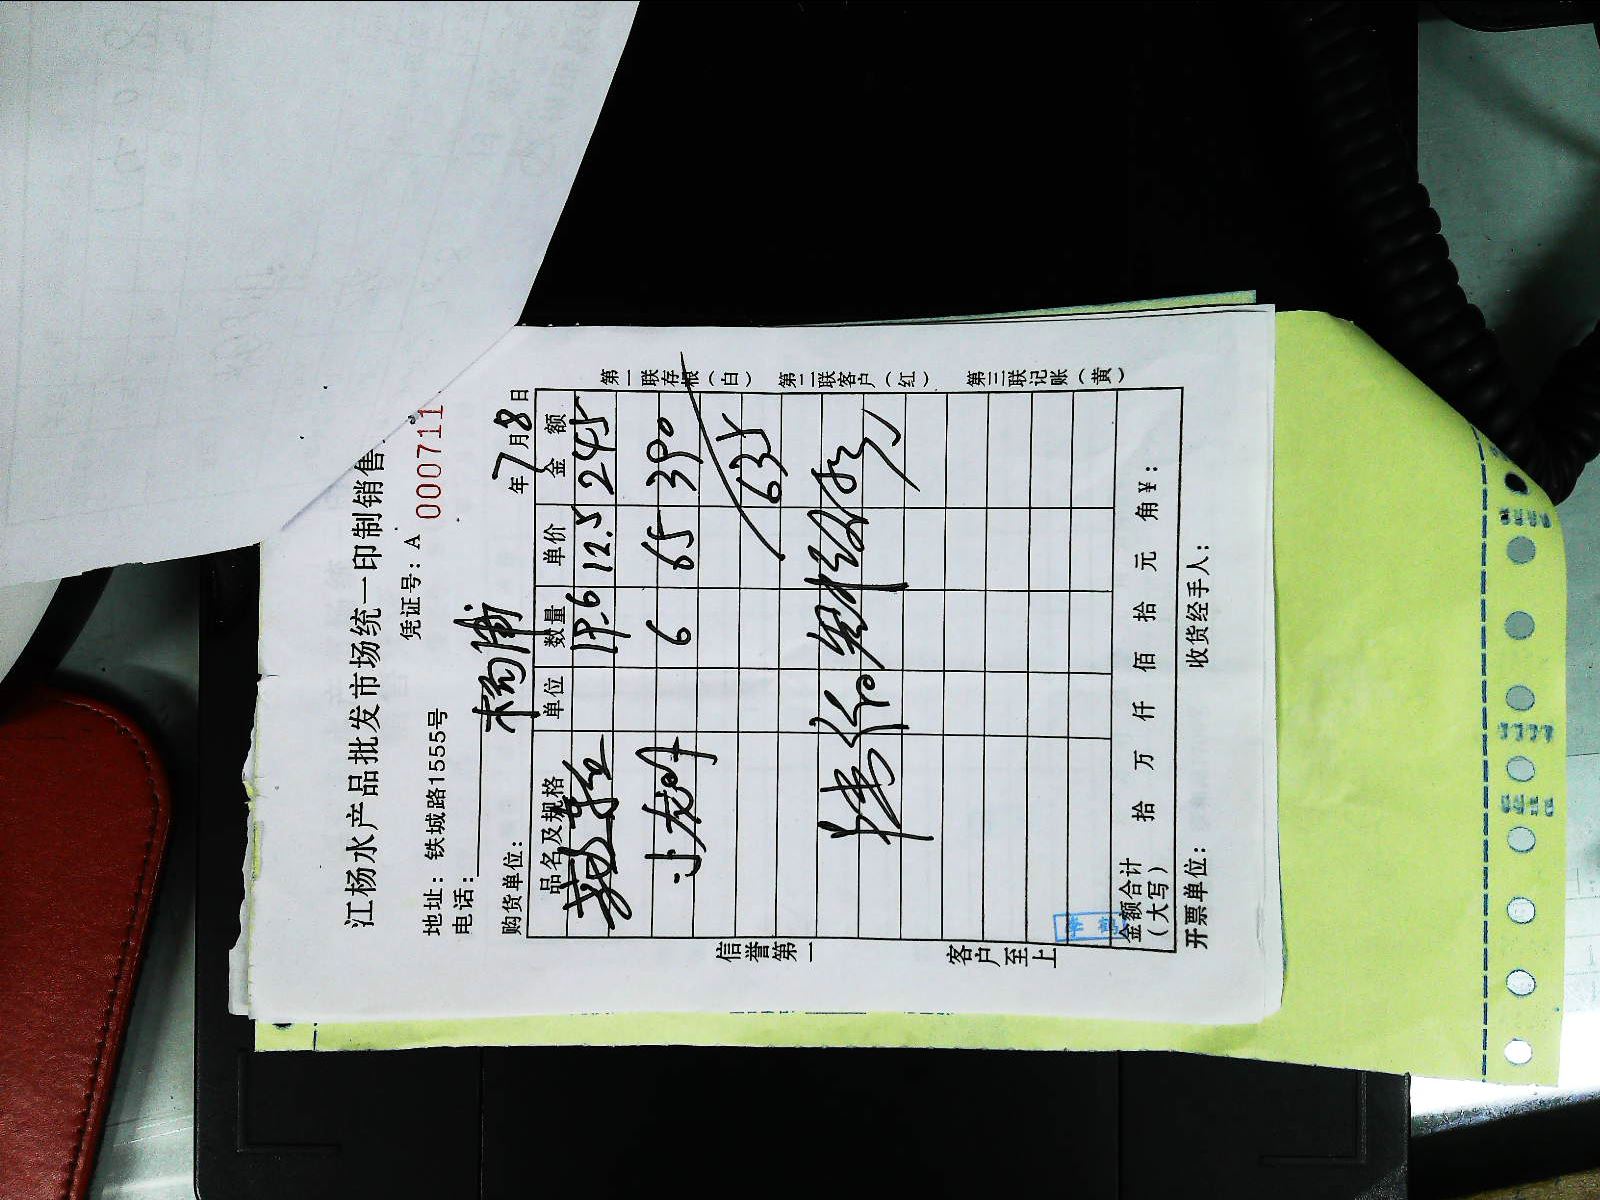 江杨水产品批发市场统一印制销售
凭证号: A 000711
地址: 铁城路1555号
电话:
购货单位: 杨浦 年7月8日
品名及规格 单位 数量 单价 金额
19.6 12.5 245
小 6 65 390
635
第一联存根(白) 第二联客户(红) 第三联记账(黄)
信誉第一 客户至上
金额合计(大写) 拾 万 仟 佰 拾 元 角 ¥:
开票单位: 收货经手人: